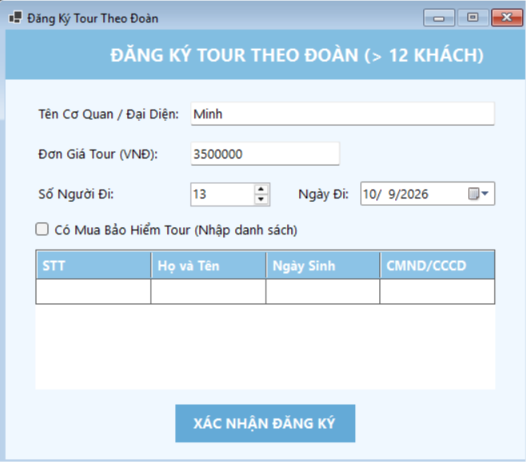 Đăng Ký Tour Theo Đoàn
ĐĂNG KÝ TOUR THEO ĐOÀN (> 12 KHÁCH)
Tên Cơ Quan / Đại Diện: Minh
Đơn Giá Tour (VNĐ): 3500000
Số Người Đi: 13 Ngày Đi: 10/ 9/2026
Có Mua Bảo Hiểm Tour (Nhập danh sách)
STT Họ và Tên Ngày Sinh CMND/CCCD
XÁC NHẬN ĐĂNG KÝ